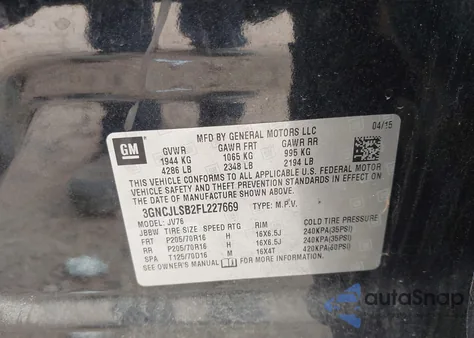 GM
MFD BY GENERAL MOTORS LLC
04/15
GVWR GAWR FRT GAWR RR
1944 KG 1065 KG 995 KG
4286 LB 2348 LB 2194 LB
THIS VEHICLE CONFORMS TO ALL APPLICABLE U.S. FEDERAL MOTOR
VEHICLE SAFETY AND THEFT PREVENTION STANDARDS IN EFFECT ON
THE DATE OF MANUFACTURE SHOWN ABOVE.
3GNCJLSB2FL227669 TYPE: M.P.V.
MODEL: JV76
JBBW TIRE SIZE SPEED RTG RIM COLD TIRE PRESSURE
FRT P205/70R16 H 16X6.5J 240KPA(35PSI)
RR P205/70R16 H 16X6.5J 240KPA(35PSI)
SPA T125/70D16 M 16X4T 420KPA(60PSI)
SEE OWNER'S MANUAL FOR ADDITIONAL INFORMATION.
autoSnap